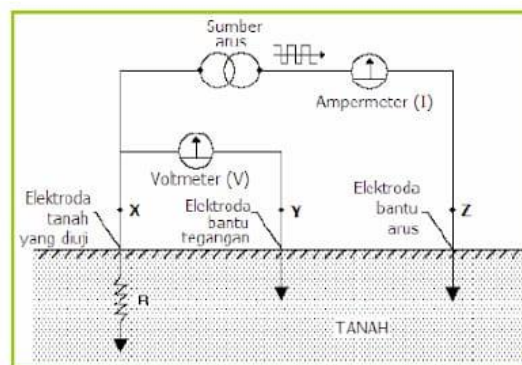 Sumber
arus
Ampermeter (I)
Voltmeter (V)
Elektroda
tanah
yang diuji
X
Elektroda
bantu
tegangan
Y
Elektroda
bantu
arus
Z
R
TANAH